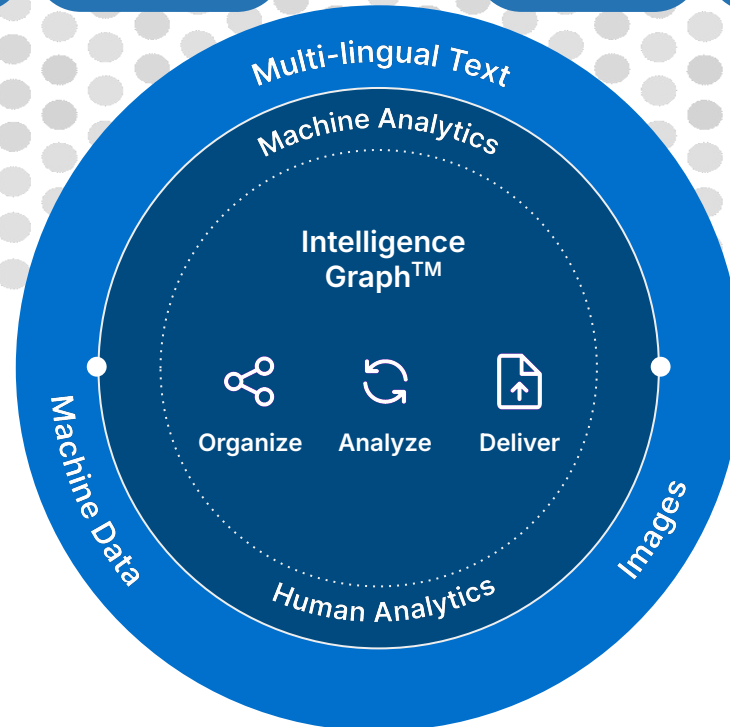 Multi-lingual Text
Machine Analytics
Intelligence
Graph™
Organize Analyze Deliver
Machine Data
Images
Human Analytics